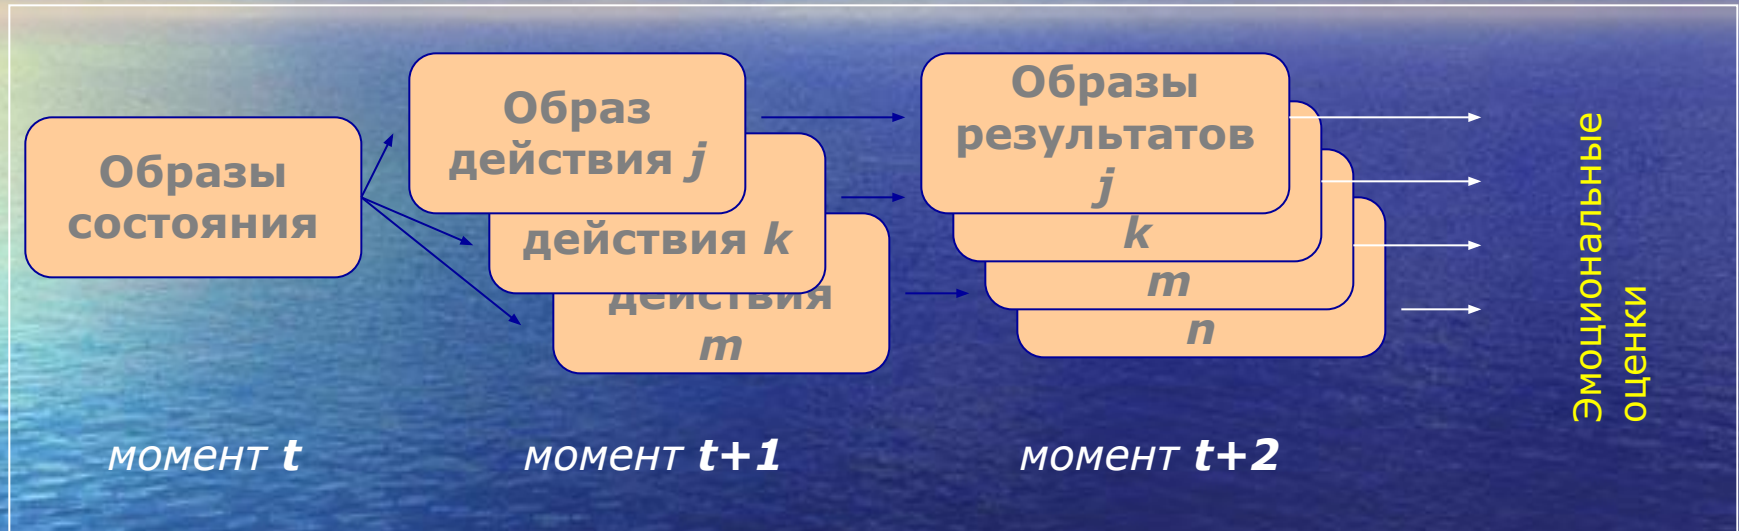 Образы
состояния
Образ
действия j
действия k
действия
m
Образы
результатов
j
k
m
n
Эмоциональные
оценки
момент t
момент t+1
момент t+2